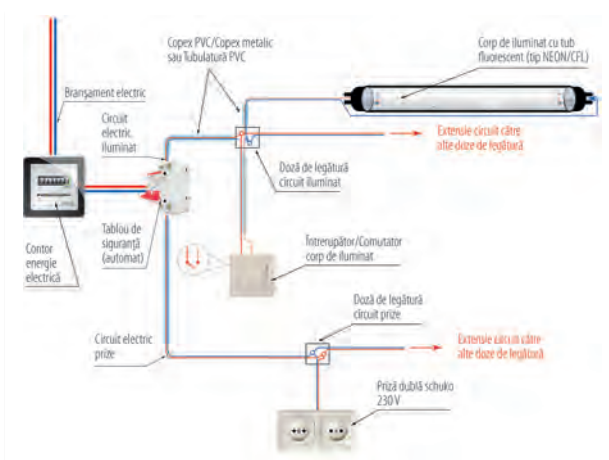 Copex PVC/Copex metalic
sau Tubulatură PVC
Corp de iluminat cu tub
fluorescent (tip NEON/CFL)
Branșament electric
Circuit
electric
iluminat
Extensie circuit către
alte doze de legătură
Doză de legătură
circuit iluminat
Tablou de
siguranță
(automat)
Contor
energie
electrică
Întrerupător/Comutator
corp de iluminat
Doză de legătură
circuit prize
Circuit electric
prize
Extensie circuit către
alte doze de legătură
Priză dublă schuko
230 V